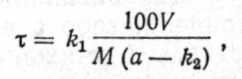 τ = k₁ 100V / M (a — k₂) ,